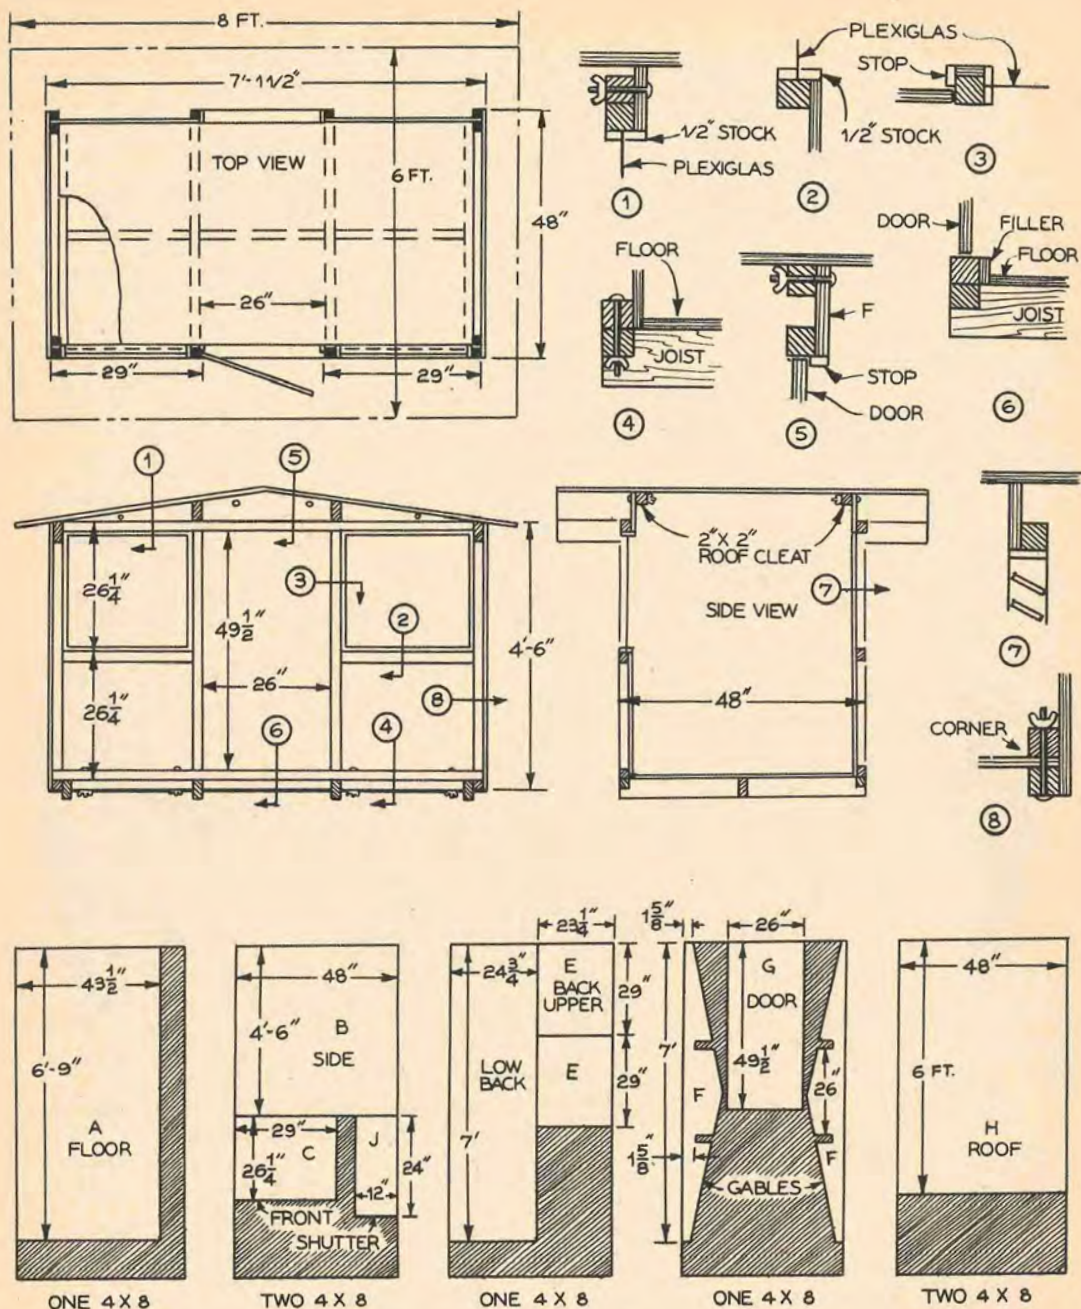 8 FT.
7'-11/2"
TOP VIEW
6 FT.
48"
26"
29"
29"
1/2" STOCK
PLEXIGLAS
1
PLEXIGLAS
1/2" STOCK
2
STOP
3
FLOOR
JOIST
4
F
STOP
DOOR
5
DOOR
FILLER
FLOOR
JOIST
6
1
5
3
2
8
6
4
26 1/4"
26 1/4"
49 1/2"
26"
4'-6"
2" X 2"
ROOF CLEAT
SIDE VIEW
7
48"
7
CORNER
8
43 1/2"
6'-9"
A
FLOOR
ONE 4 X 8
48"
4'-6"
B
SIDE
29"
C
26 1/4"
J
24"
12"
FRONT
SHUTTER
TWO 4 X 8
23 1/4"
24 3/4"
E
BACK
UPPER
29"
E
29"
LOW
BACK
7'
ONE 4 X 8
1 5/8"
26"
G
DOOR
7'
49 1/2"
F
26"
1 5/8"
F
GABLES
ONE 4 X 8
48"
6 FT.
H
ROOF
TWO 4 X 8